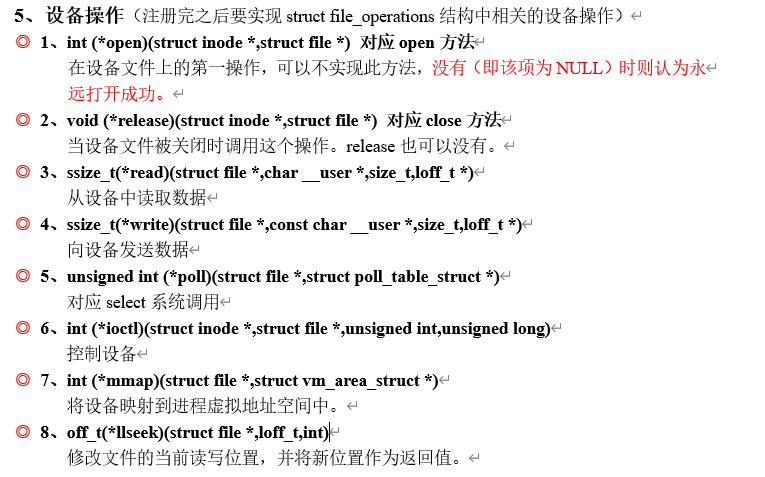 5、设备操作（注册完之后要实现 struct file_operations 结构中相关的设备操作）
◎ 1、int (*open)(struct inode *,struct file *) 对应 open 方法
在设备文件上的第一操作，可以不实现此方法，没有（即该项为 NULL）时则认为永
远打开成功。
◎ 2、void (*release)(struct inode *,struct file *) 对应 close 方法
当设备文件被关闭时调用这个操作。release 也可以没有。
◎ 3、ssize_t(*read)(struct file *,char __user *,size_t,loff_t *)
从设备中读取数据
◎ 4、ssize_t(*write)(struct file *,const char __user *,size_t,loff_t *)
向设备发送数据
◎ 5、unsigned int (*poll)(struct file *,struct poll_table_struct *)
对应 select 系统调用
◎ 6、int (*ioctl)(struct inode *,struct file *,unsigned int,unsigned long)
控制设备
◎ 7、int (*mmap)(struct file *,struct vm_area_struct *)
将设备映射到进程虚拟地址空间中。
◎ 8、off_t(*llseek)(struct file *,loff_t,int)
修改文件的当前读写位置，并将新位置作为返回值。